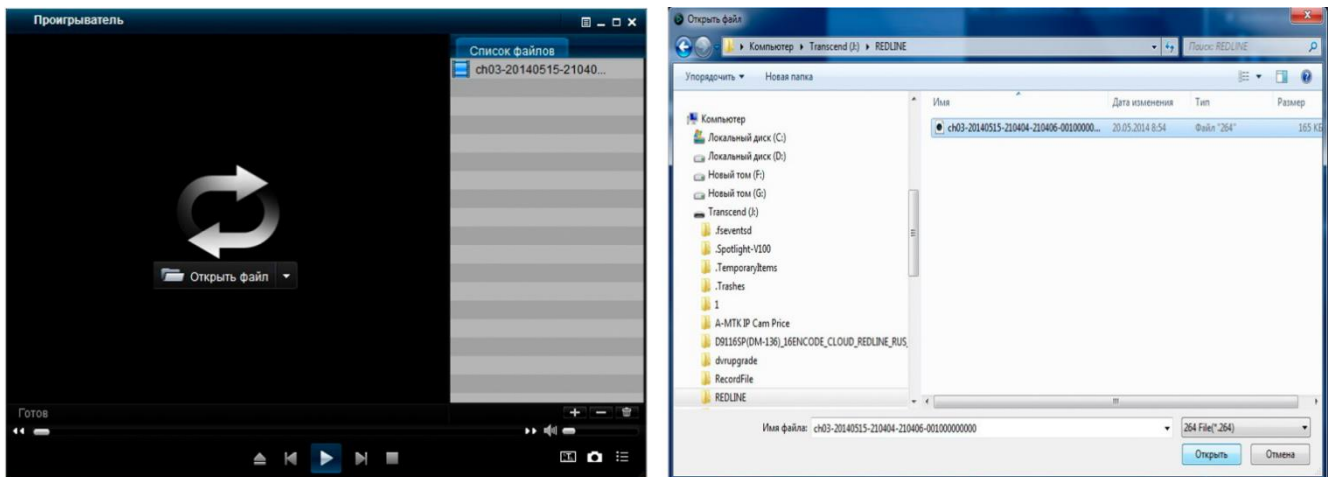 Проигрыватель
Список файлов
ch03-20140515-21040...
Открыть файл
Готов
Открыть файл
Компьютер Transcend (J:) REDLINE
Поиск: REDLINE
Упорядочить Новая папка
Имя Дата изменения Тип Размер
ch03-20140515-210404-210406-00100000... 20.05.2014 8:54 Файл "264" 165 КБ
Компьютер
Локальный диск (C:)
Локальный диск (D:)
Новый том (F:)
Новый том (G:)
Transcend (J:)
.fseventsd
.Spotlight-V100
.TemporaryItems
.Trashes
1
A-MTK IP Cam Price
D9116SP(DM-136)_16ENCODE_CLOUD_REDLINE_RUS_
dvrupgrade
RecordFile
REDLINE
Имя файла: ch03-20140515-210404-210406-001000000000
264 File(*.264)
Открыть Отмена